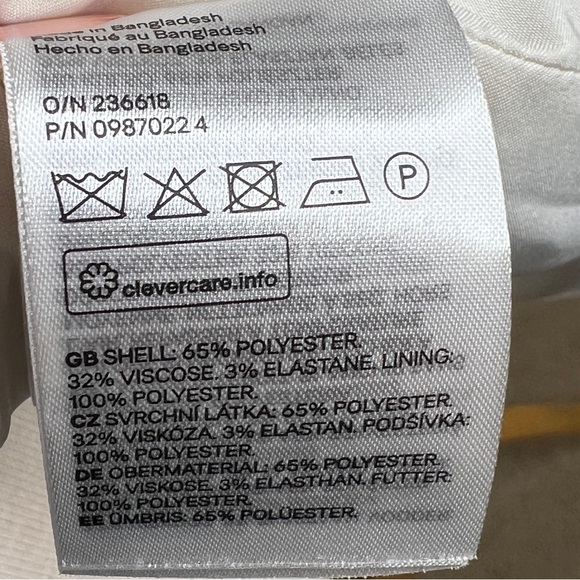 in Bangladesh
Fabriqué au Bangladesh
Hecho en Bangladesh
O/N 236618
P/N 0987022 4
P
clevercare.info
GB SHELL: 65% POLYESTER.
32% VISCOSE. 3% ELASTANE. LINING:
100% POLYESTER.
CZ SVRCHNÍ LÁTKA: 65% POLYESTER.
32% VISKÓZA. 3% ELASTAN. PODŠÍVKA:
100% POLYESTER.
DE OBERMATERIAL: 65% POLYESTER.
32% VISKOSE. 3% ELASTHAN. FUTTER:
100% POLYESTER.
EE ÜMBRIS: 65% POLÜESTER.